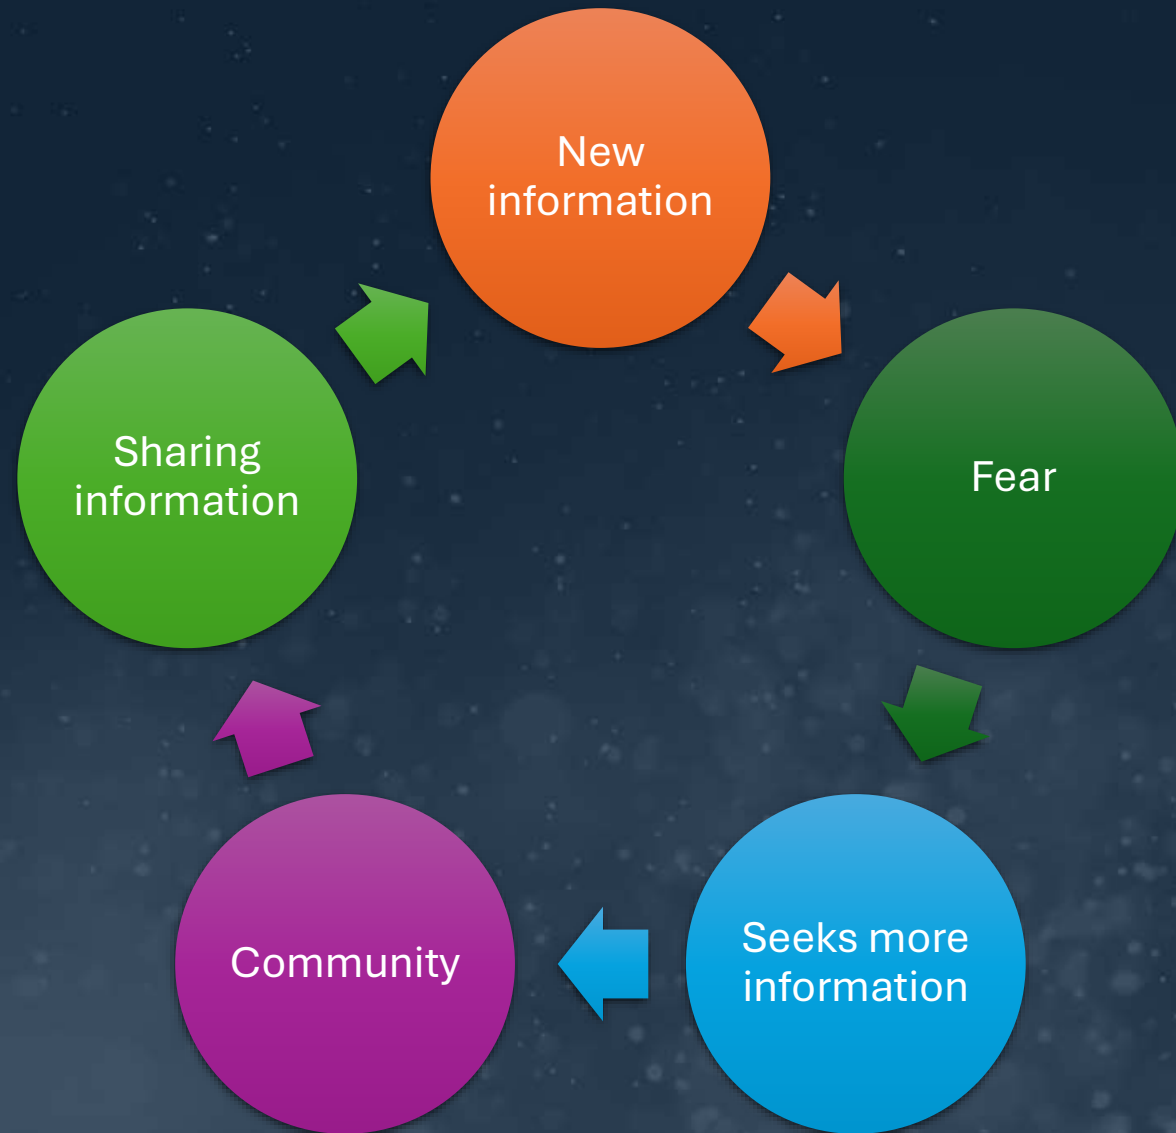 New
information
Fear
Seeks more
information
Community
Sharing
information